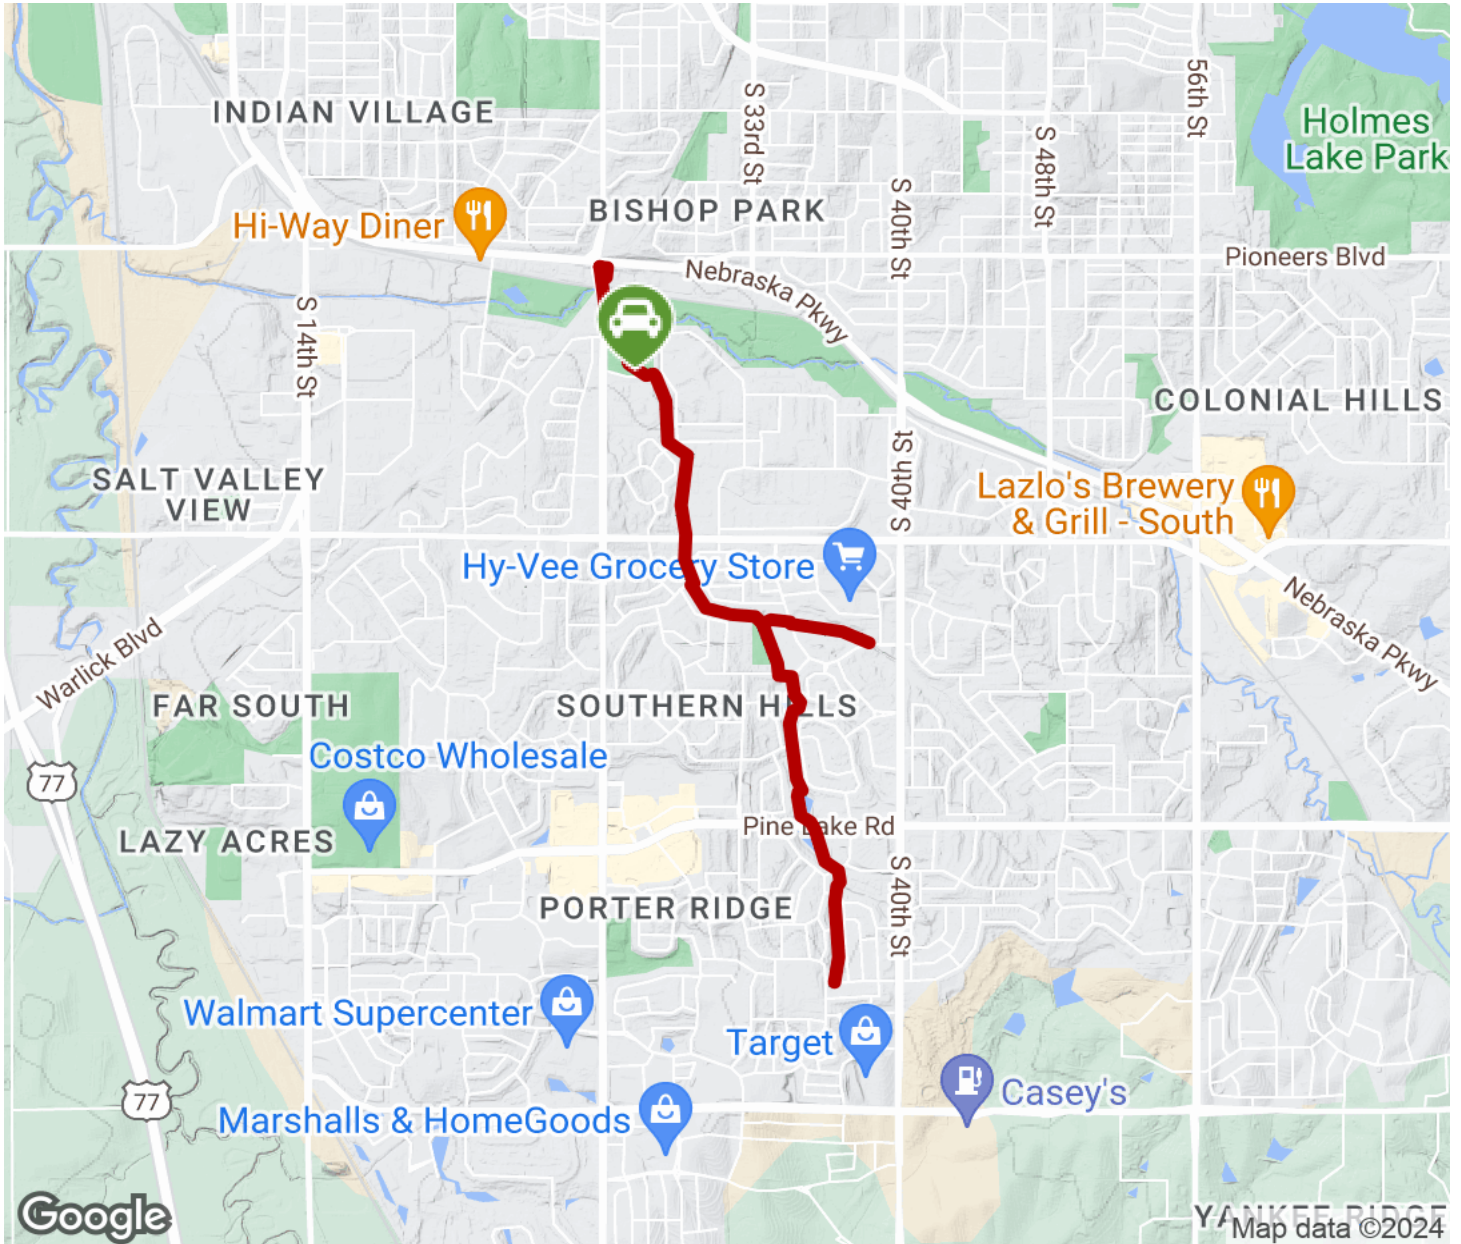 INDIAN VILLAGE
S 33rd St
56th St
Holmes
Lake Park
S 48th St
BISHOP PARK
S 40th St
Hi-Way Diner
Pioneers Blvd
Nebraska Pkwy
S 14th St
COLONIAL HILLS
SALT VALLEY
VIEW
S 40th St
Lazlo's Brewery
& Grill - South
Hy-Vee Grocery Store
Nebraska Pkwy
Warlick Blvd
FAR SOUTH
SOUTHERN HILLS
Costco Wholesale
77
LAZY ACRES
Pine Lake Rd
S 40th St
PORTER RIDGE
Walmart Supercenter
Target
77
Casey's
Marshalls & HomeGoods
YANKEE RIDGE
Google
Map data ©2024